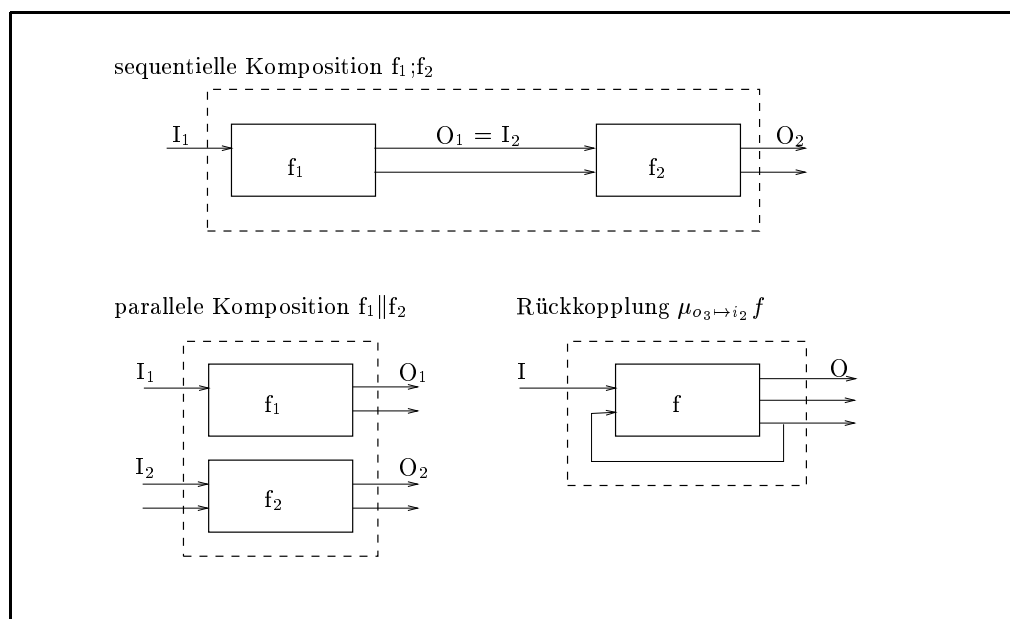 sequentielle Komposition f₁;f₂
I₁
O₁ = I₂
O₂
f₁
f₂
parallele Komposition f₁||f₂
I₁
O₁
f₁
I₂
O₂
f₂
Rückkopplung μ_{o₃↦i₂} f
I
O
f